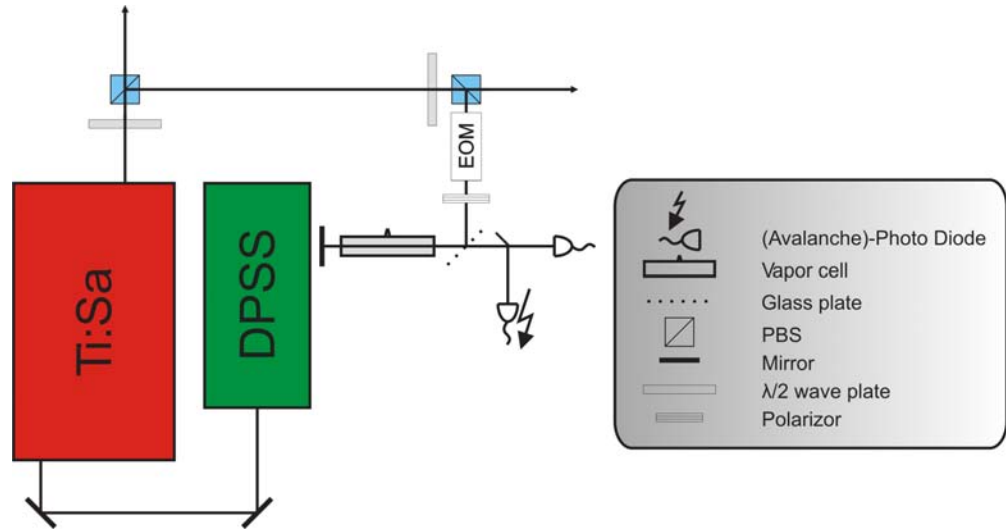 Ti:Sa
DPSS
EOM
(Avalanche)-Photo Diode
Vapor cell
Glass plate
PBS
Mirror
λ/2 wave plate
Polarizor